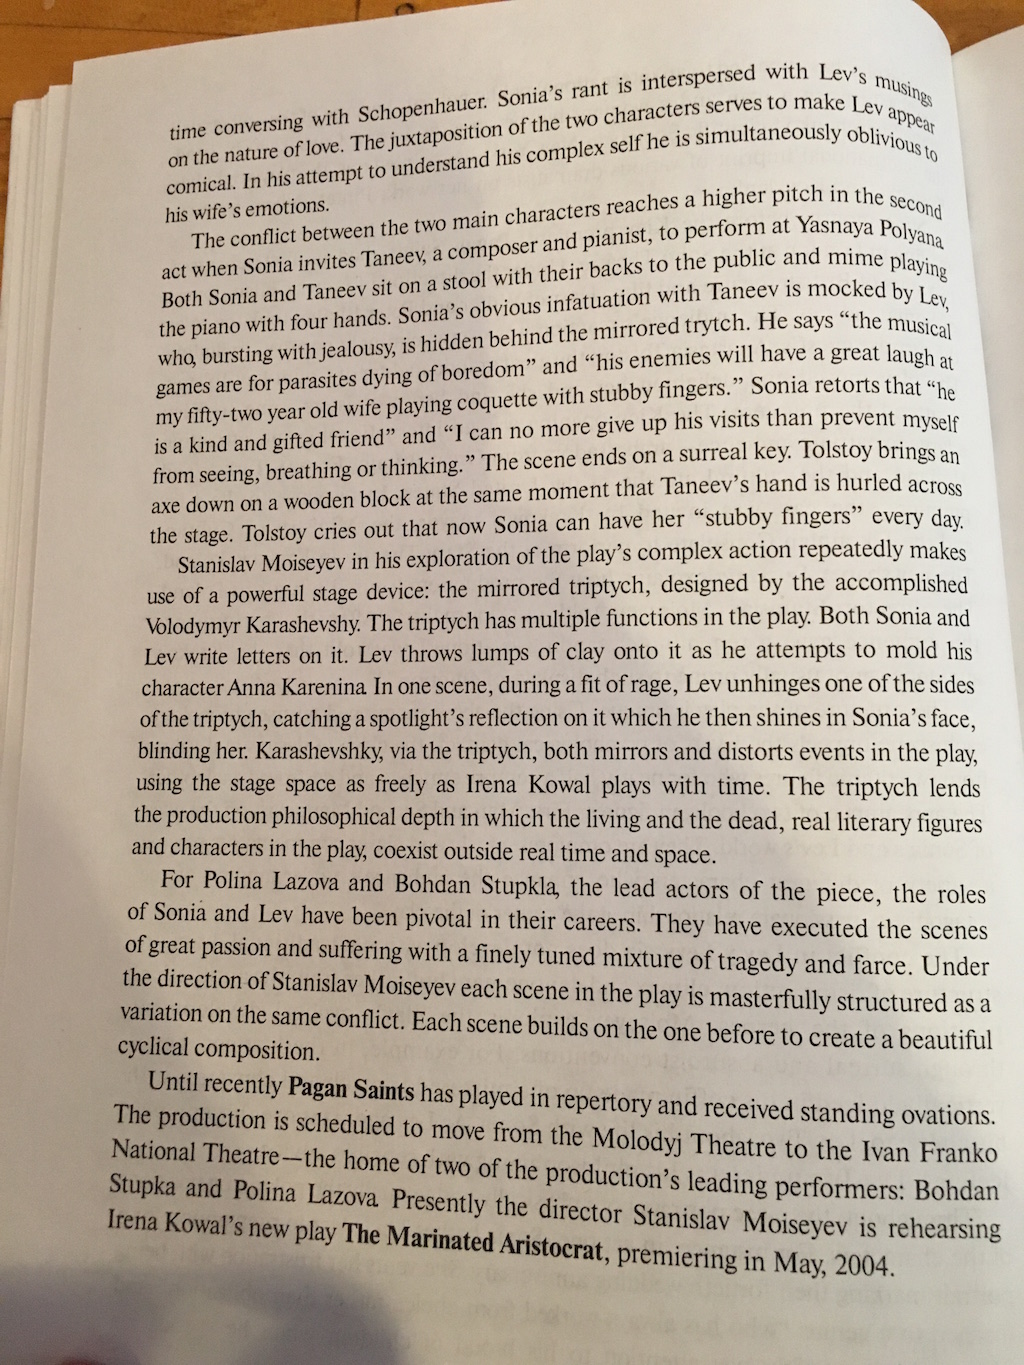 time conversing with Schopenhauer. Sonia's rant is interspersed with Lev's musings
on the nature of love. The juxtaposition of the two characters serves to make Lev appear
comical. In his attempt to understand his complex self he is simultaneously oblivious to
his wife's emotions.
The conflict between the two main characters reaches a higher pitch in the second
act when Sonia invites Taneev, a composer and pianist, to perform at Yasnaya Polyana
Both Sonia and Taneev sit on a stool with their backs to the public and mime playing
the piano with four hands. Sonia's obvious infatuation with Taneev is mocked by Lev,
who, bursting with jealousy, is hidden behind the mirrored trytch. He says “the musical
games are for parasites dying of boredom” and “his enemies will have a great laugh at
my fifty-two year old wife playing coquette with stubby fingers.” Sonia retorts that “he
is a kind and gifted friend” and “I can no more give up his visits than prevent myself
from seeing, breathing or thinking.” The scene ends on a surreal key. Tolstoy brings an
axe down on a wooden block at the same moment that Taneev's hand is hurled across
the stage. Tolstoy cries out that now Sonia can have her “stubby fingers” every day.
Stanislav Moiseyev in his exploration of the play's complex action repeatedly makes
use of a powerful stage device: the mirrored triptych, designed by the accomplished
Volodymyr Karashevshy. The triptych has multiple functions in the play. Both Sonia and
Lev write letters on it. Lev throws lumps of clay onto it as he attempts to mold his
character Anna Karenina In one scene, during a fit of rage, Lev unhinges one of the sides
of the triptych, catching a spotlight's reflection on it which he then shines in Sonia's face,
blinding her. Karashevshky, via the triptych, both mirrors and distorts events in the play,
using the stage space as freely as Irena Kowal plays with time. The triptych lends
the production philosophical depth in which the living and the dead, real literary figures
and characters in the play, coexist outside real time and space.
For Polina Lazova and Bohdan Stupkla, the lead actors of the piece, the roles
of Sonia and Lev have been pivotal in their careers. They have executed the scenes
of great passion and suffering with a finely tuned mixture of tragedy and farce. Under
the direction of Stanislav Moiseyev each scene in the play is masterfully structured as a
variation on the same conflict. Each scene builds on the one before to create a beautiful
cyclical composition.
Until recently Pagan Saints has played in repertory and received standing ovations.
The production is scheduled to move from the Molodyj Theatre to the Ivan Franko
National Theatre—the home of two of the production's leading performers: Bohdan
Stupka and Polina Lazova Presently the director Stanislav Moiseyev is rehearsing
Irena Kowal's new play The Marinated Aristocrat, premiering in May, 2004.